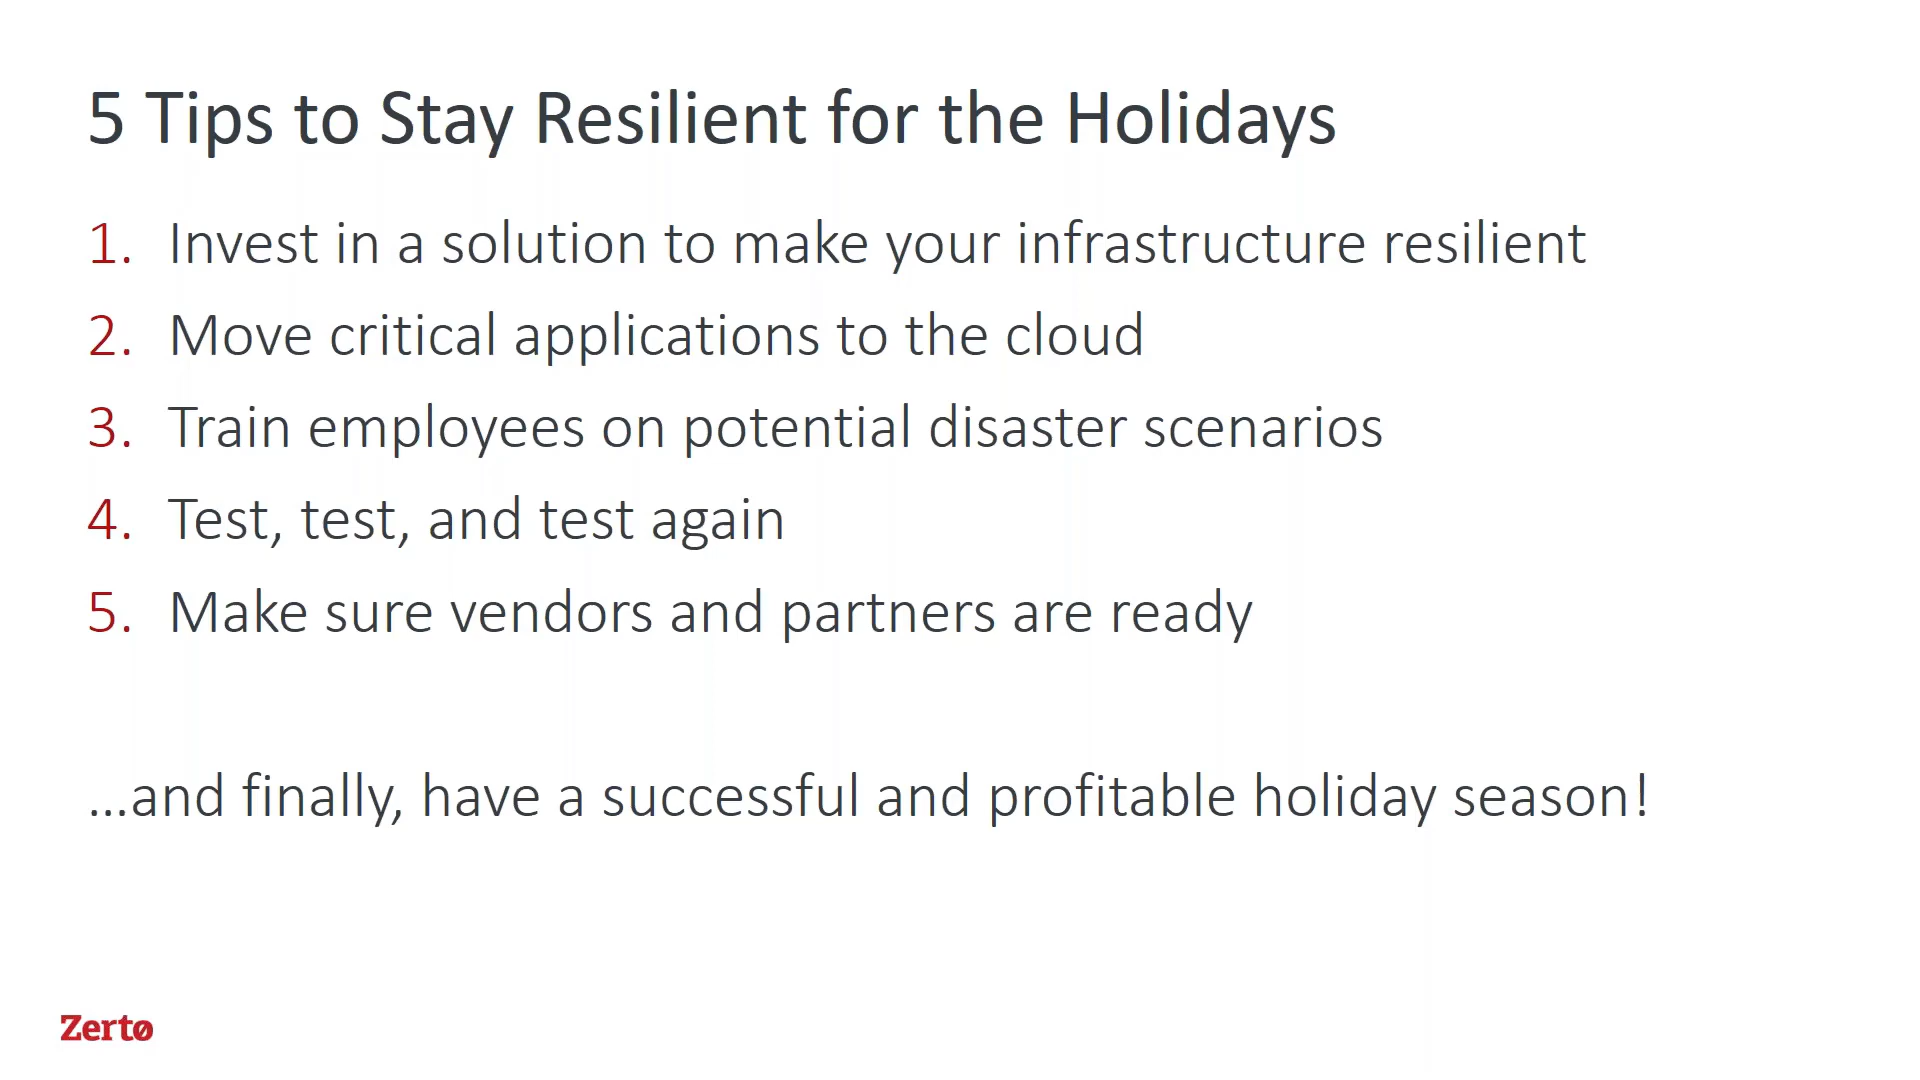 5 Tips to Stay Resilient for the Holidays
1. Invest in a solution to make your infrastructure resilient
2. Move critical applications to the cloud
3. Train employees on potential disaster scenarios
4. Test, test, and test again
5. Make sure vendors and partners are ready
...and finally, have a successful and profitable holiday season!
Zertø